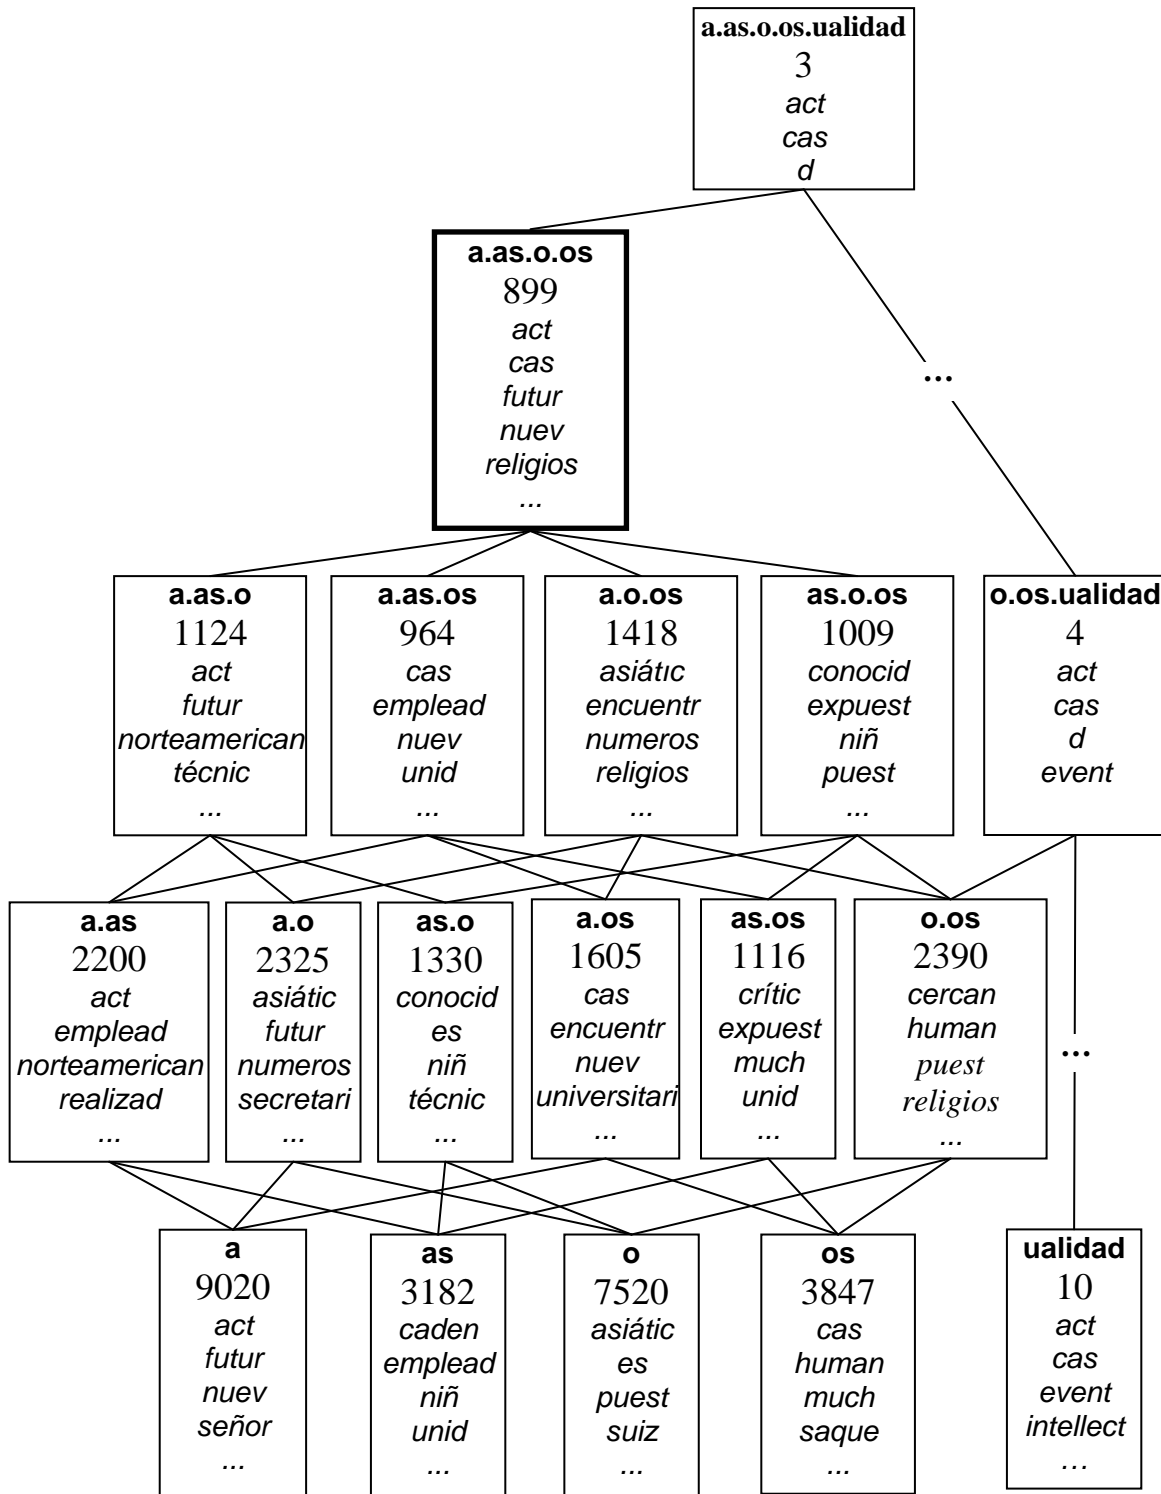 a.as.o.os.ualidad
3
act
cas
d
a.as.o.os
899
act
cas
futur
nuev
religios
...
...
a.as.o
1124
act
futur
norteamerican
técnic
...
a.as.os
964
cas
emplead
nuev
unid
...
a.o.os
1418
asiátıc
encuentr
numeros
religios
...
as.o.os
1009
conocid
expuest
niñ
puest
...
o.os.ualidad
4
act
cas
d
event
a.as
2200
act
emplead
norteamerican
realizad
...
a.o
2325
asiátic
futur
numeros
secretari
...
as.o
1330
conocid
es
niñ
técnic
...
a.os
1605
cas
encuentr
nuev
universitari
...
as.os
1116
crític
expuest
much
unid
...
o.os
2390
cercan
human
puest
religios
...
...
a
9020
act
futur
nuev
señor
...
as
3182
caden
emplead
niñ
unid
...
o
7520
asiátic
es
puest
suiz
...
os
3847
cas
human
much
saque
...
ualidad
10
act
cas
event
intellect
...